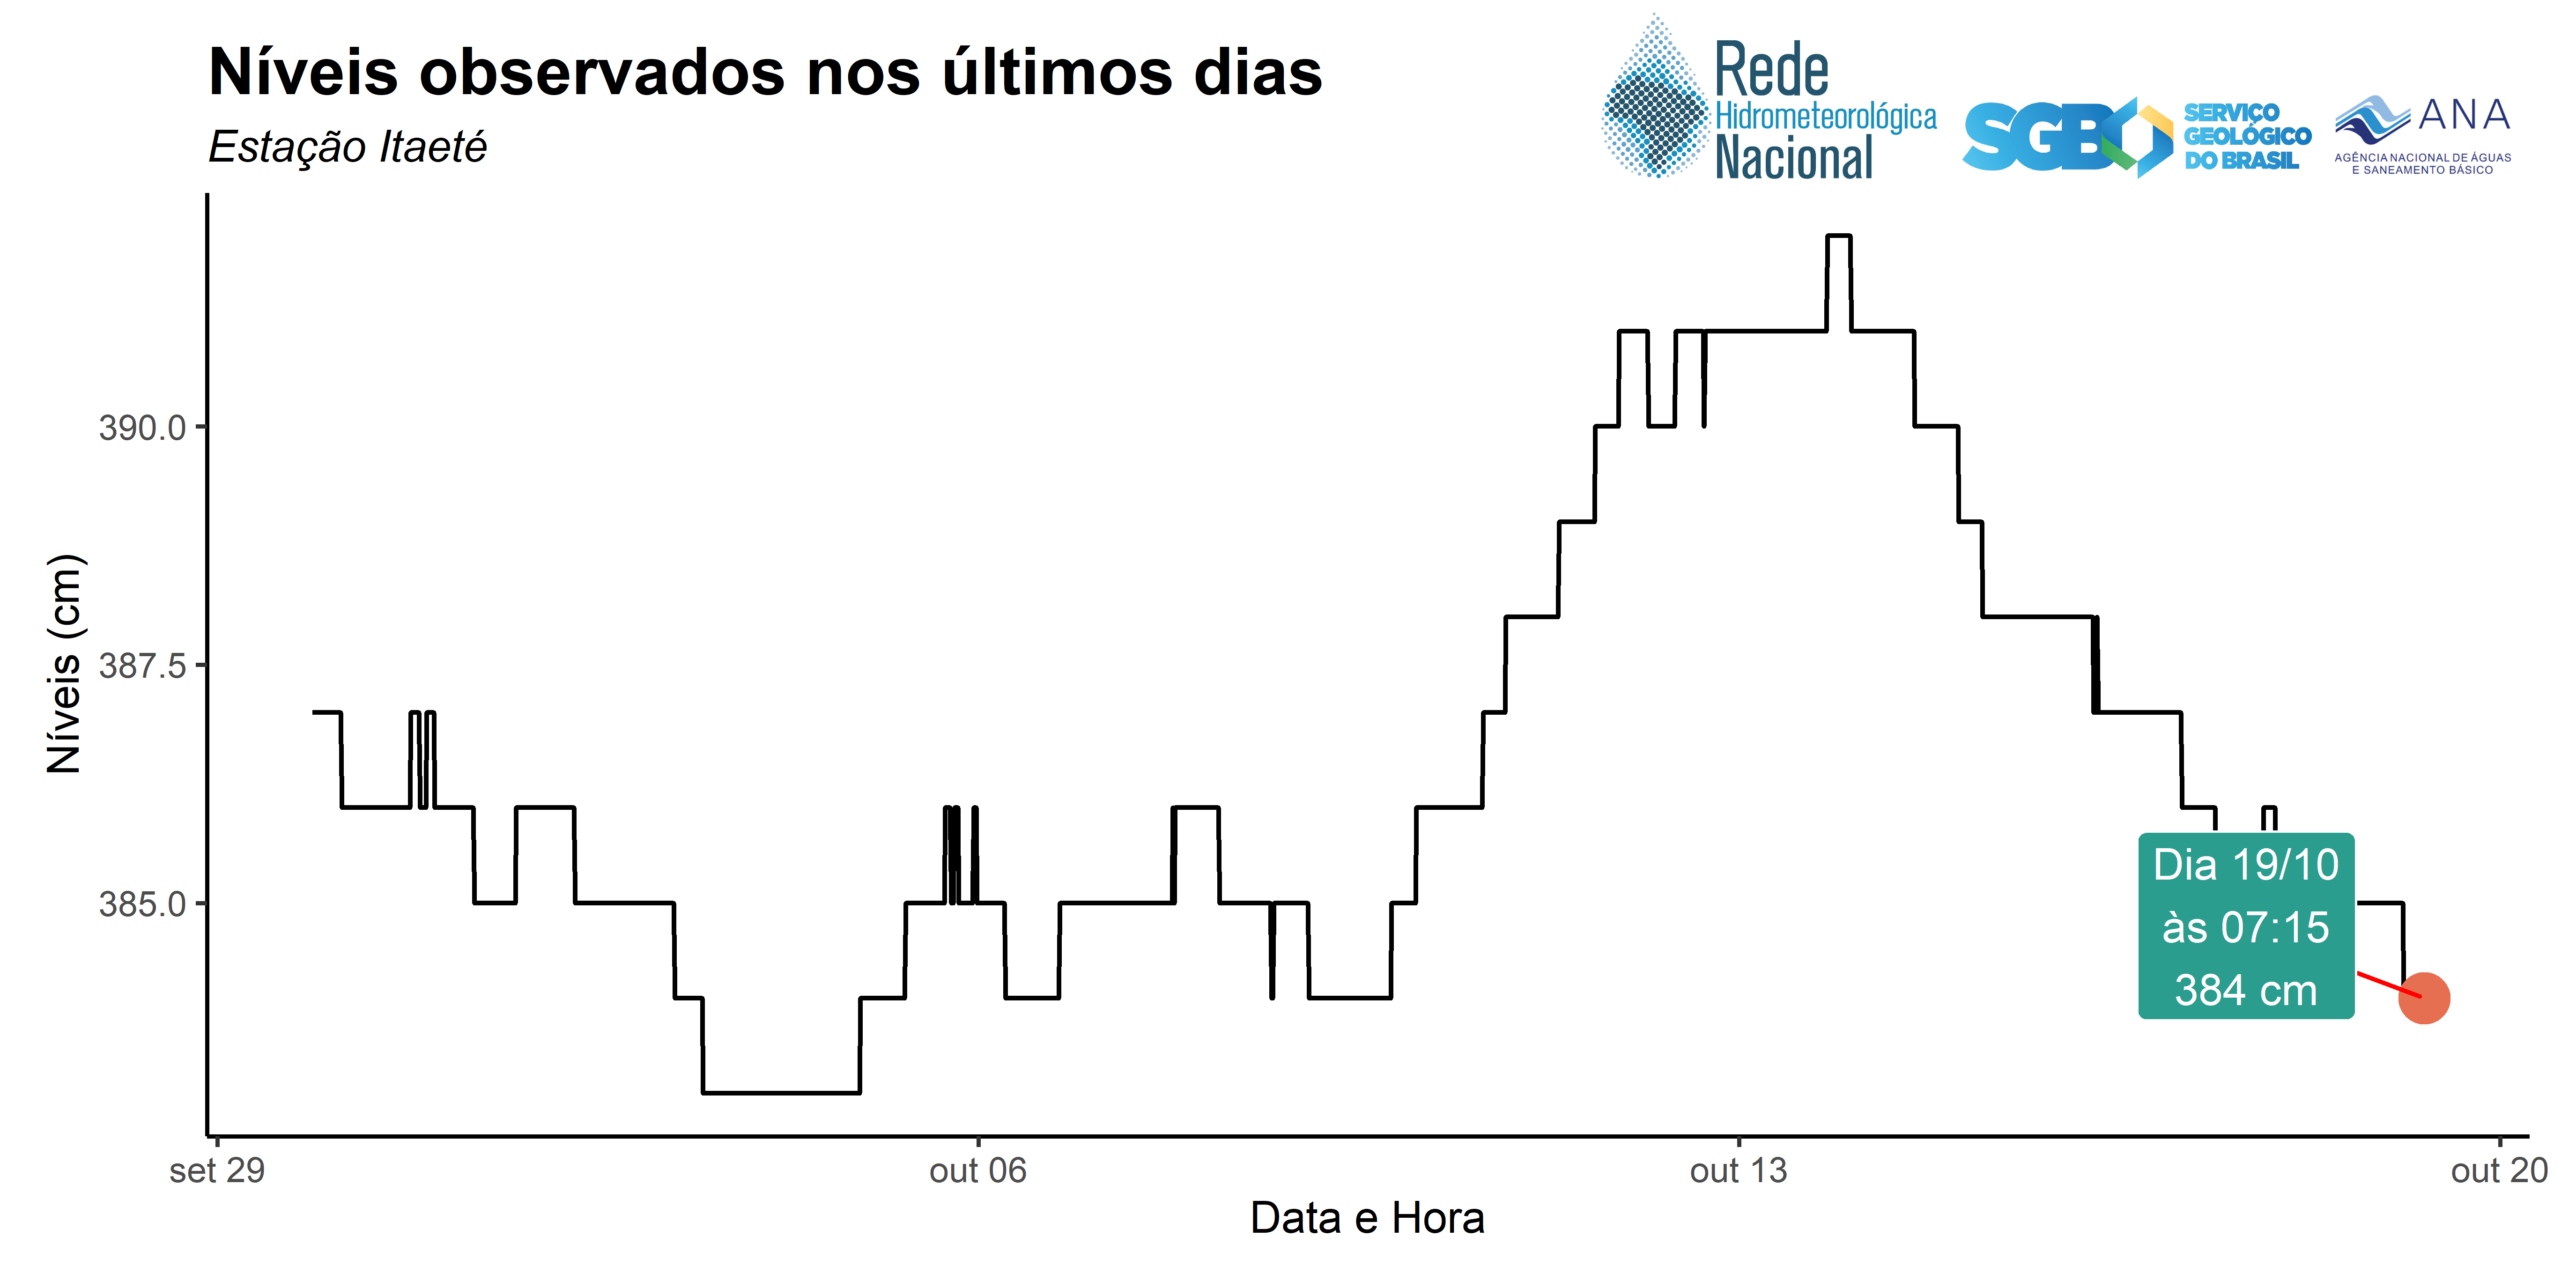 Níveis observados nos últimos dias
Estação Itaeté
Rede
Hidrometeorológica
Nacional
SGB
SERVIÇO
GEOLÓGICO
DO BRASIL
ANA
AGÊNCIA NACIONAL DE ÁGUAS
E SANEAMENTO BÁSICO
Níveis (cm)
390.0
387.5
385.0
Dia 19/10
às 07:15
384 cm
set 29
out 06
out 13
out 20
Data e Hora